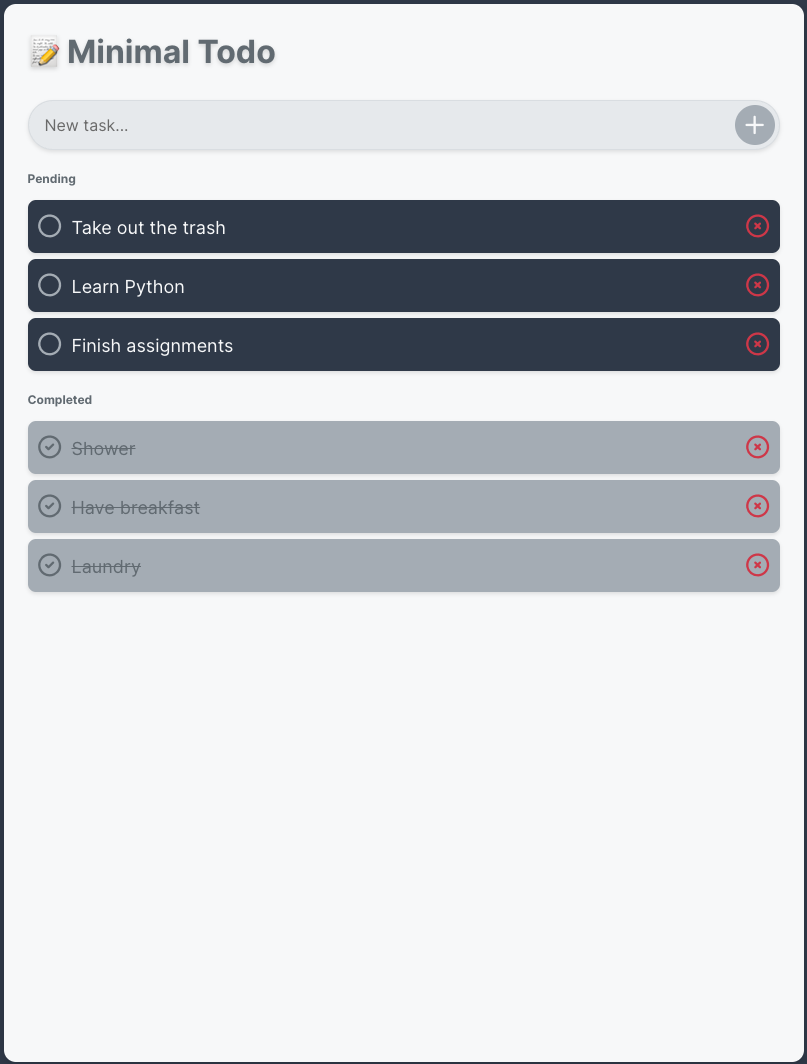 Minimal Todo
New task...
Pending
Take out the trash
Learn Python
Finish assignments
Completed
Shower
Have breakfast
Laundry